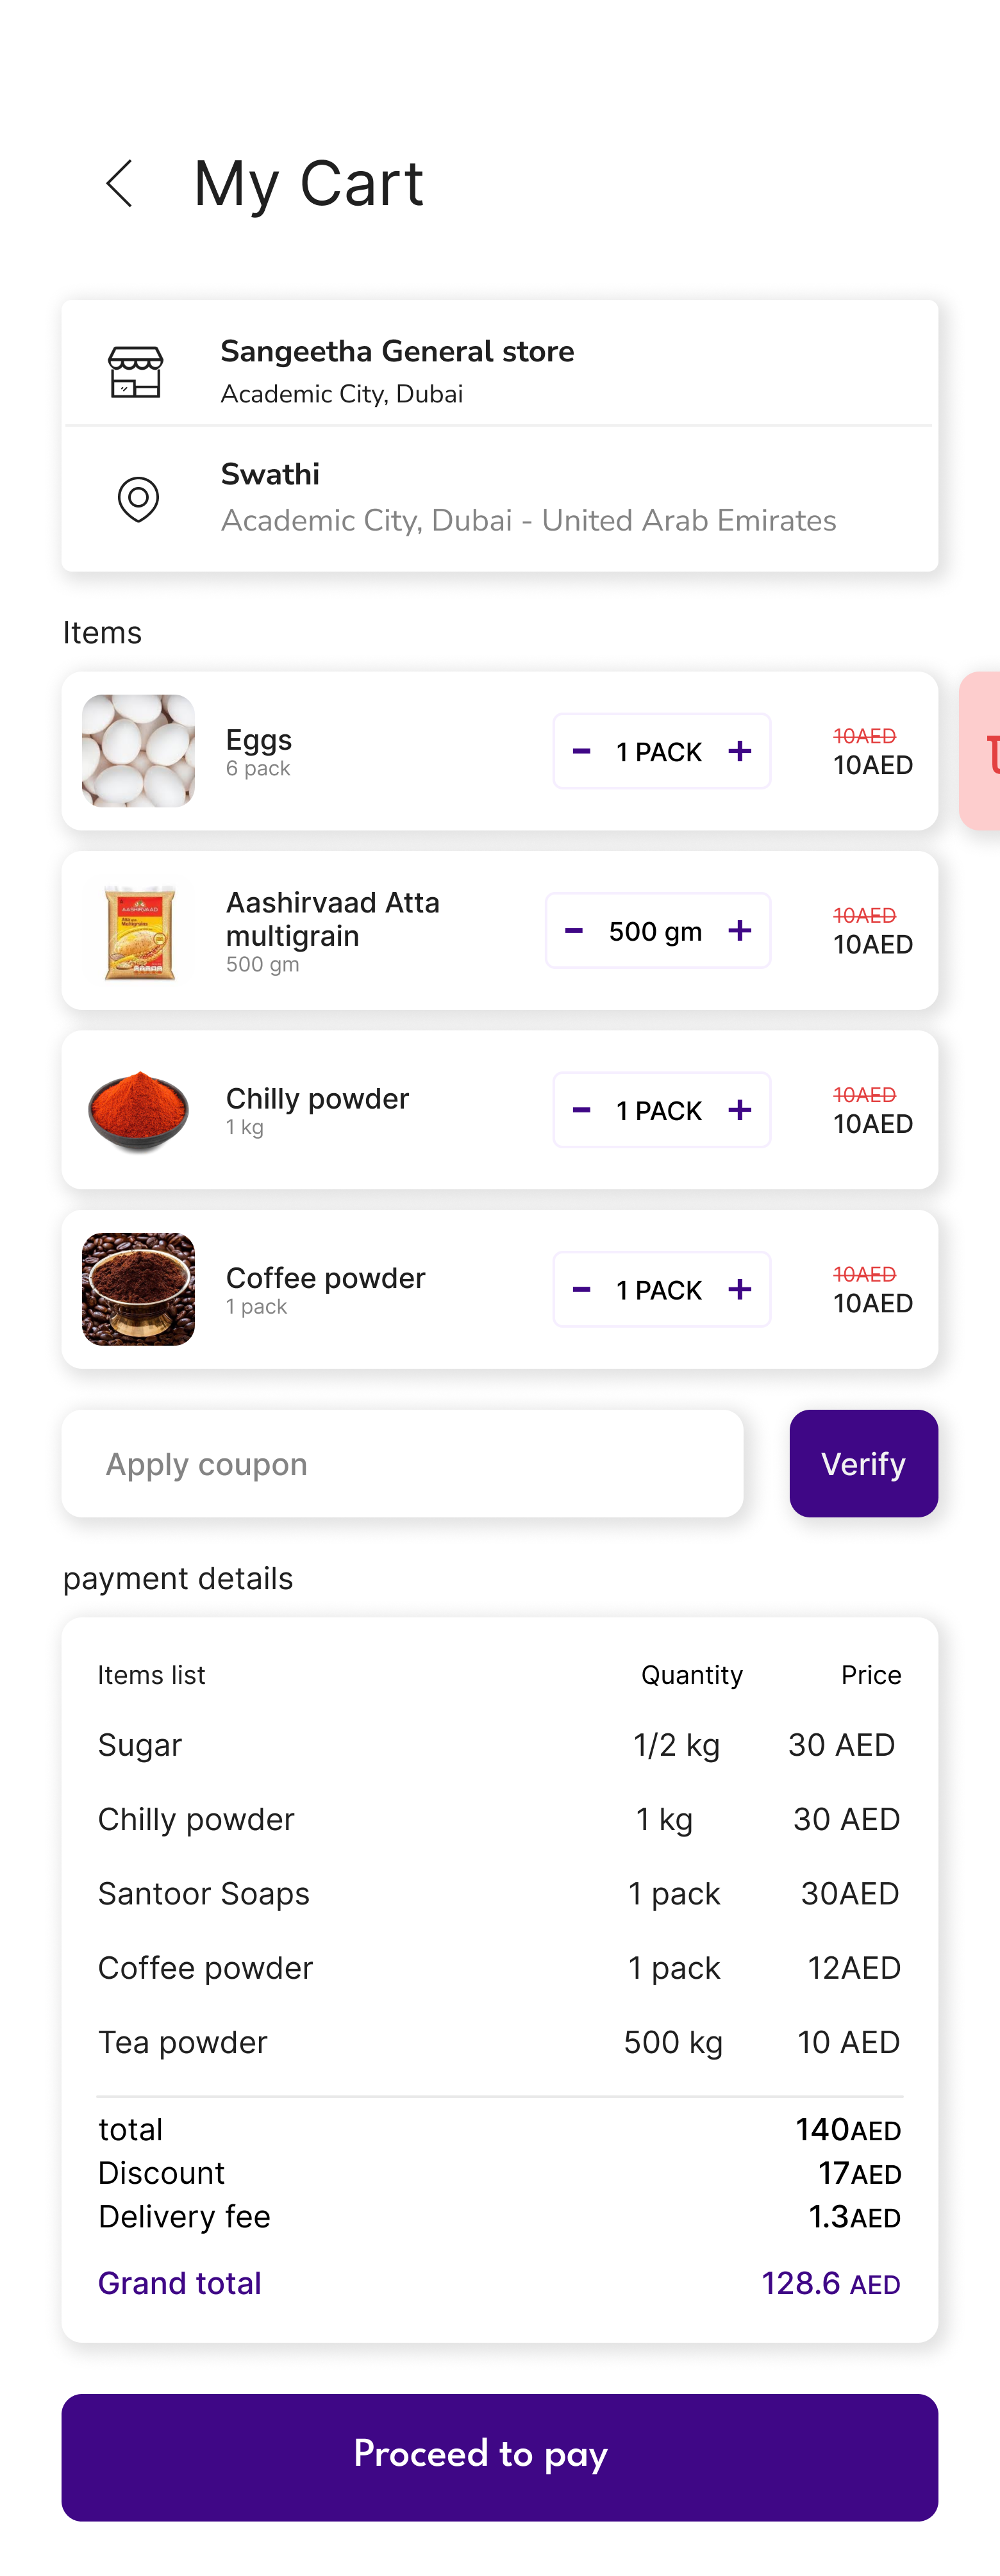 My Cart
Sangeetha General store
Academic City, Dubai
Swathi
Academic City, Dubai - United Arab Emirates
Items
Eggs
6 pack
- 1 PACK +
10AED
10AED
AASHIRVAAD
Multigrains
Aashirvaad Atta
multigrain
500 gm
- 500 gm +
10AED
10AED
Chilly powder
1 kg
- 1 PACK +
10AED
10AED
Coffee powder
1 pack
- 1 PACK +
10AED
10AED
Apply coupon
Verify
payment details
Items list Quantity Price
Sugar 1/2 kg 30 AED
Chilly powder 1 kg 30 AED
Santoor Soaps 1 pack 30AED
Coffee powder 1 pack 12AED
Tea powder 500 kg 10 AED
total 140AED
Discount 17AED
Delivery fee 1.3AED
Grand total 128.6 AED
Proceed to pay